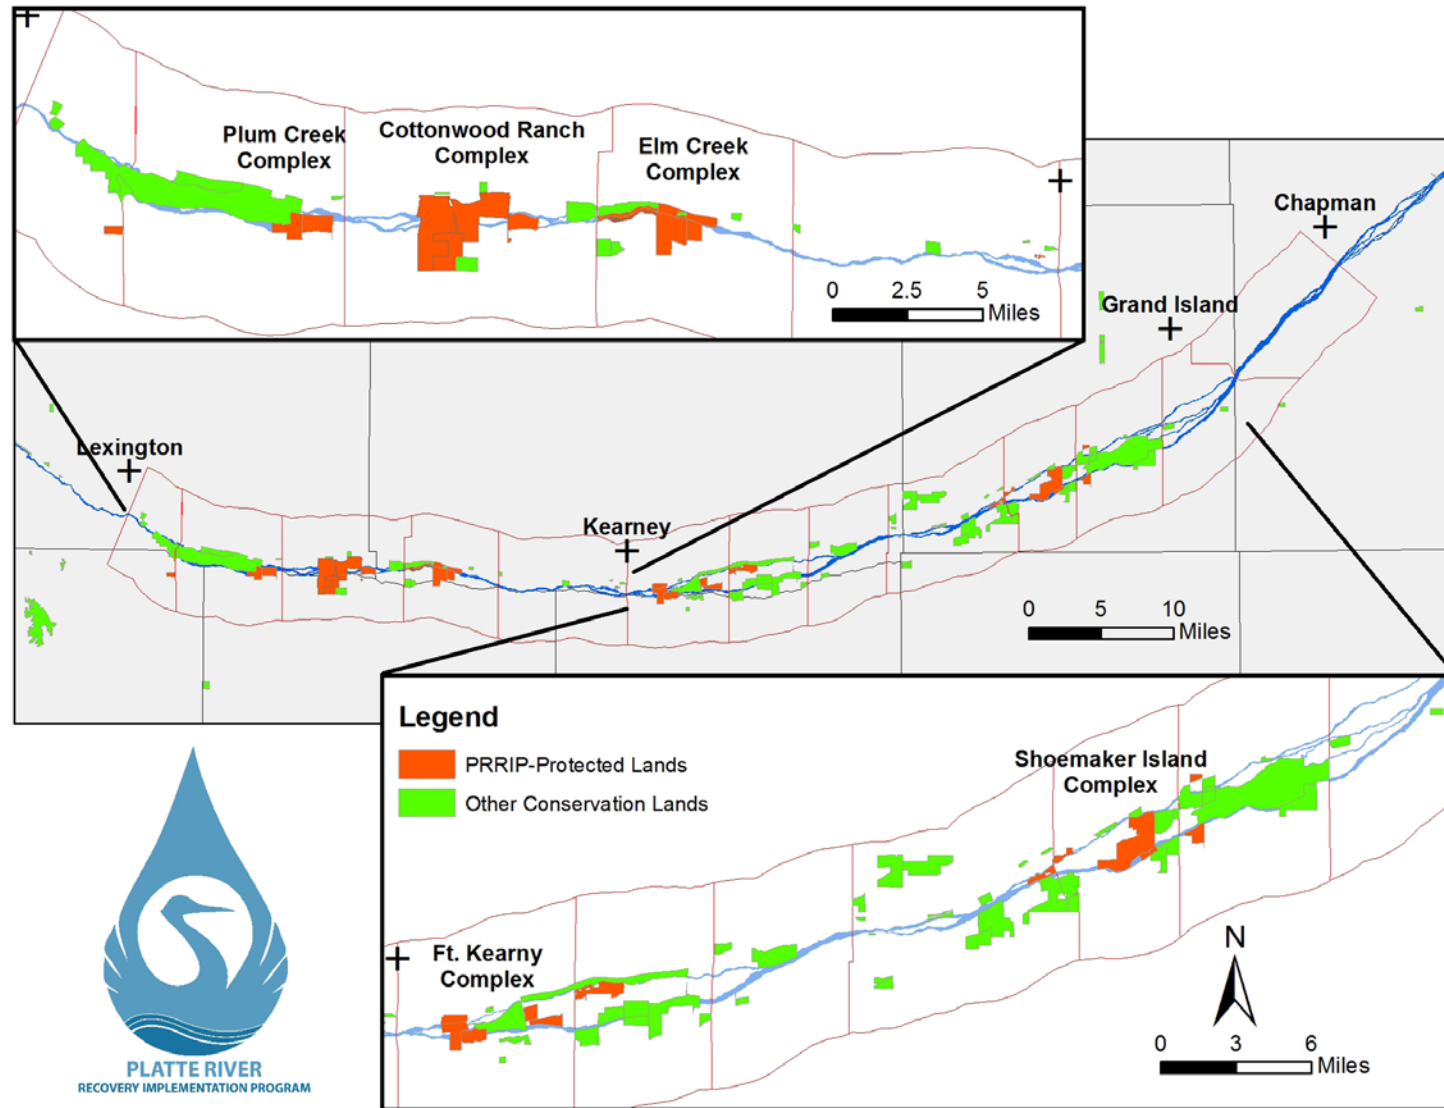 Plum Creek
Complex
Cottonwood Ranch
Complex
Elm Creek
Complex
0 2.5 5
Miles
Chapman
Grand Island
Lexington
Kearney
0 5 10
Miles
Legend
PRRIP-Protected Lands
Other Conservation Lands
Shoemaker Island
Complex
Ft. Kearny
Complex
N
0 3 6
Miles
PLATTE RIVER
RECOVERY IMPLEMENTATION PROGRAM